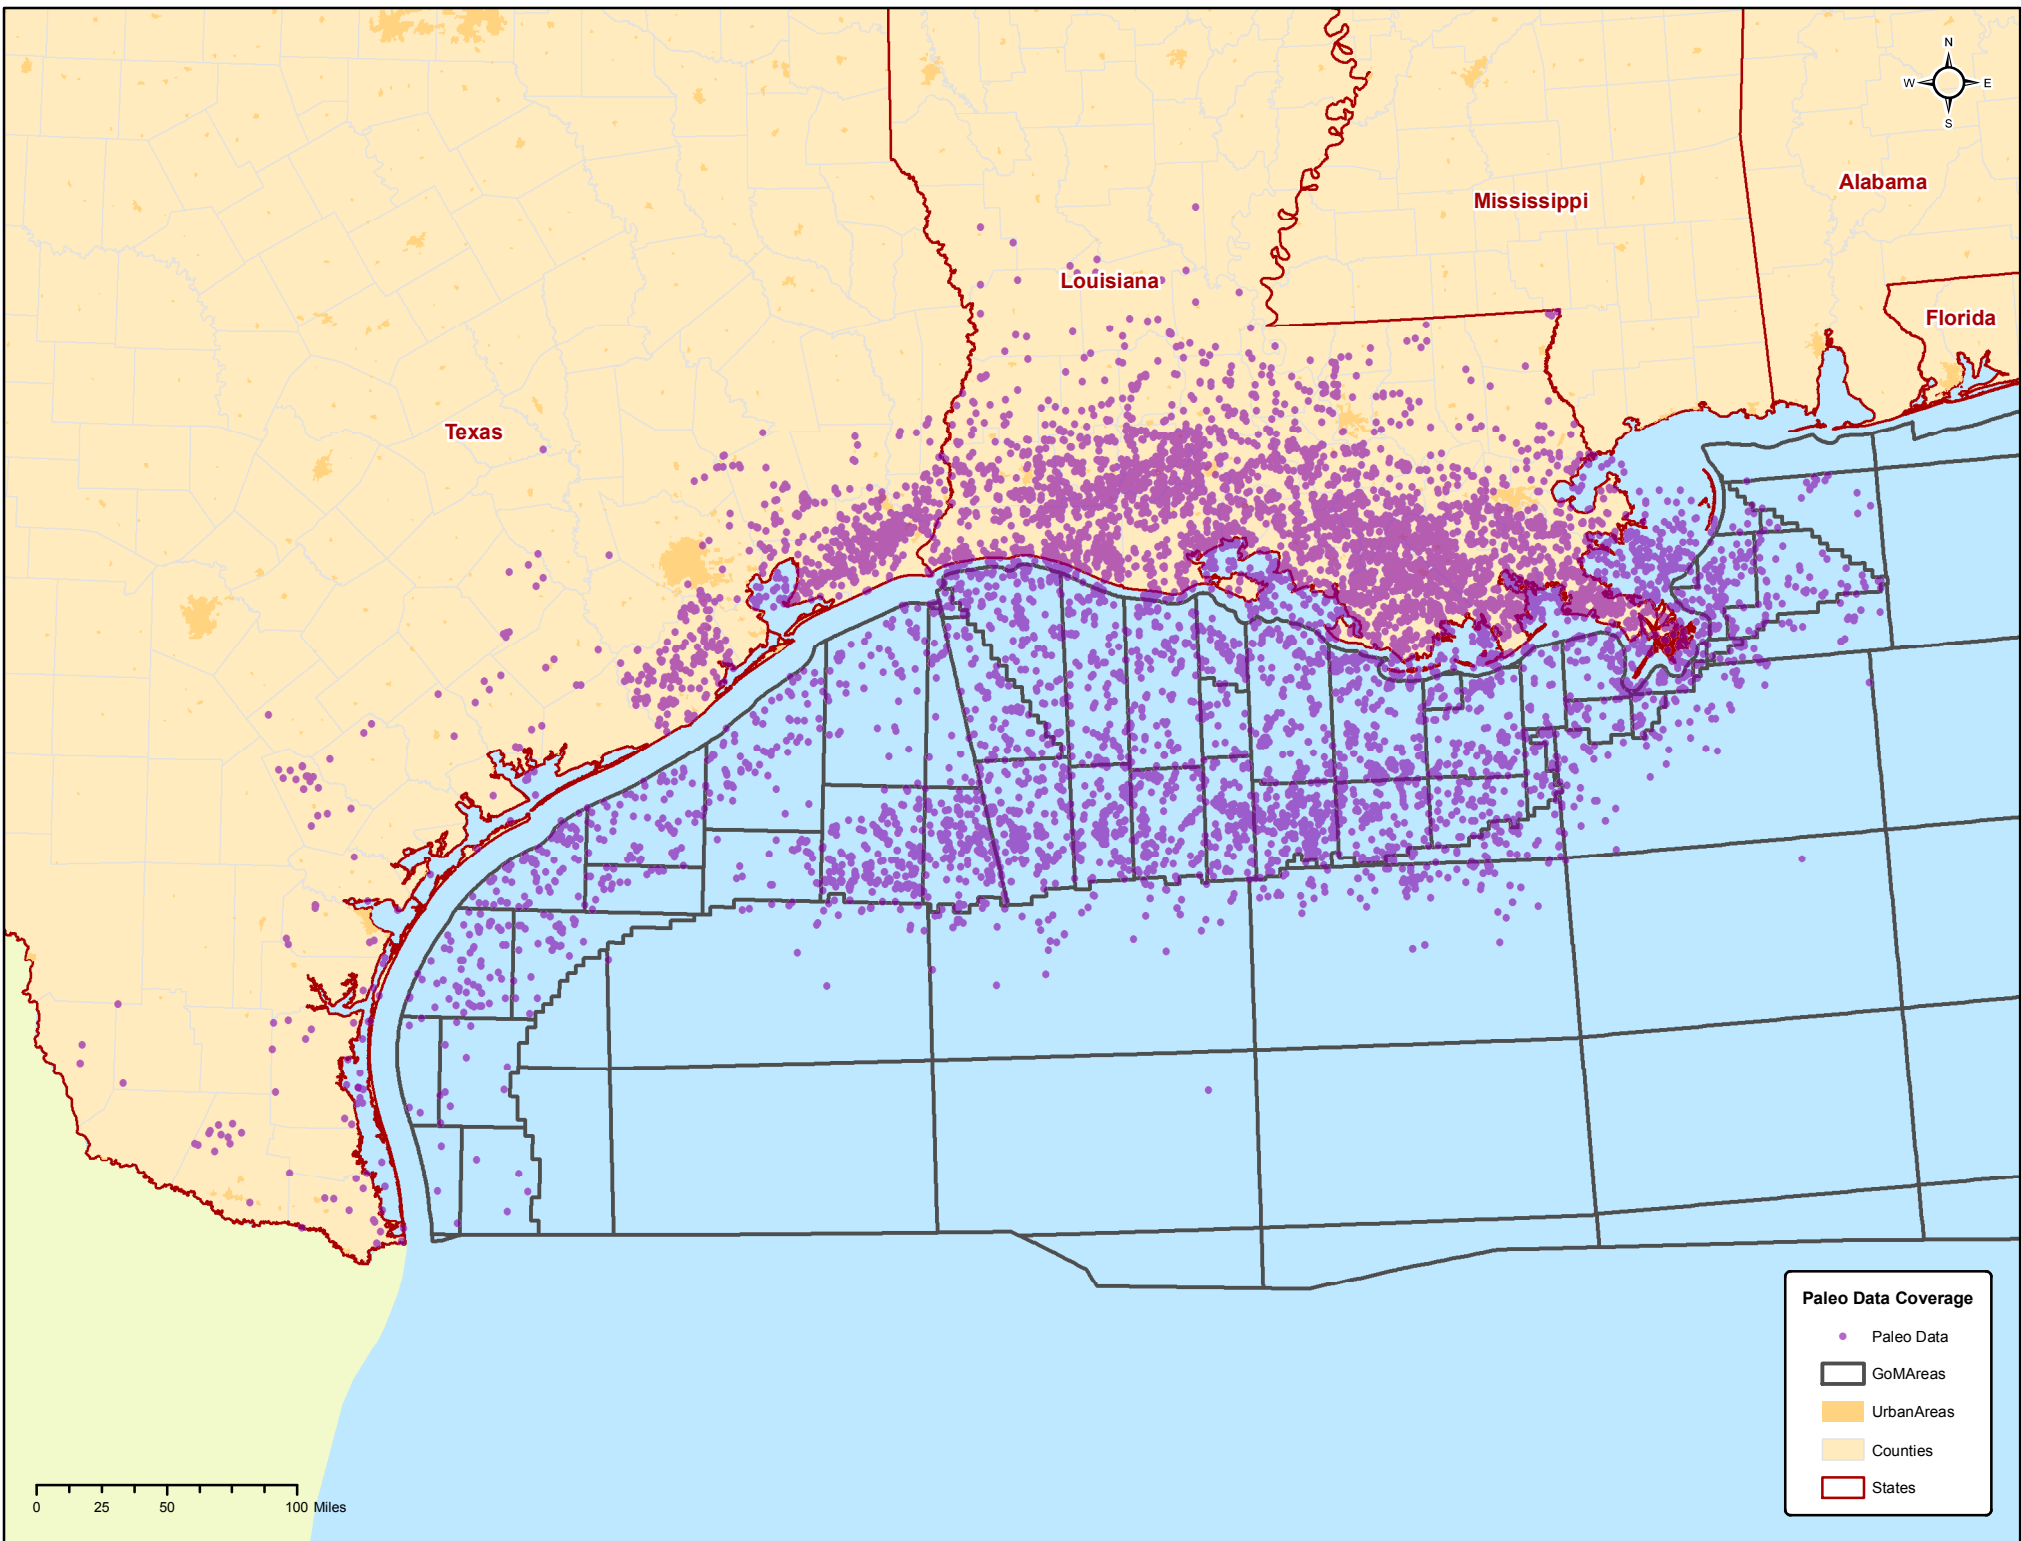 N
W E
S
Alabama
Mississippi
Louisiana
Florida
Texas
Paleo Data Coverage
Paleo Data
GoMAreas
UrbanAreas
Counties
States
0 25 50 100 Miles